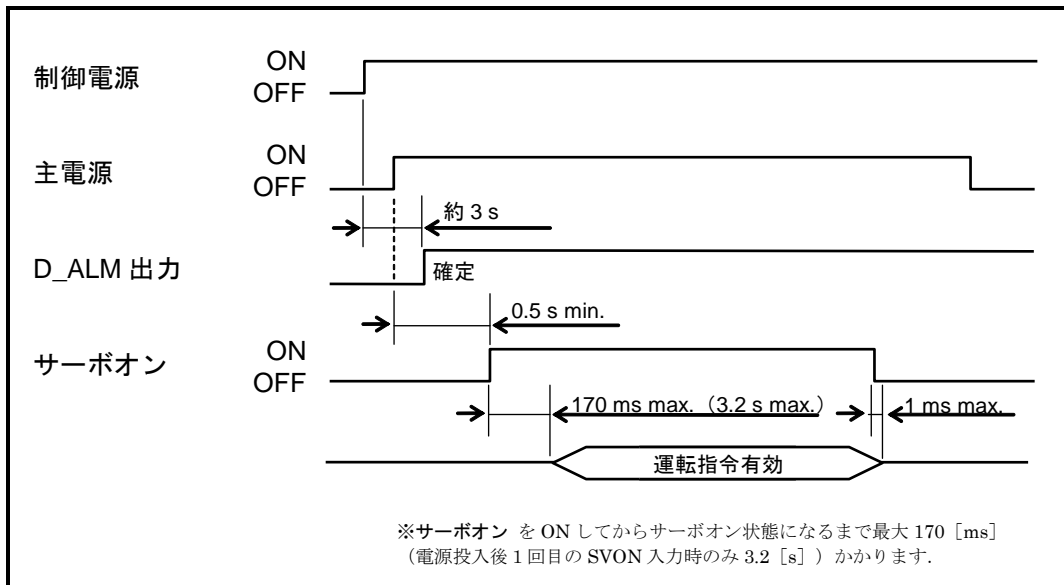 制御電源 ON
OFF
主電源 ON
OFF
約 3 s
D_ALM 出力 確定
0.5 s min.
サーボオン ON
OFF
170 ms max.（3.2 s max.） 1 ms max.
運転指令有効
※サーボオン を ON してからサーボオン状態になるまで最大 170［ms］
（電源投入後 1 回目の SVON 入力時のみ 3.2［s］）かかります.